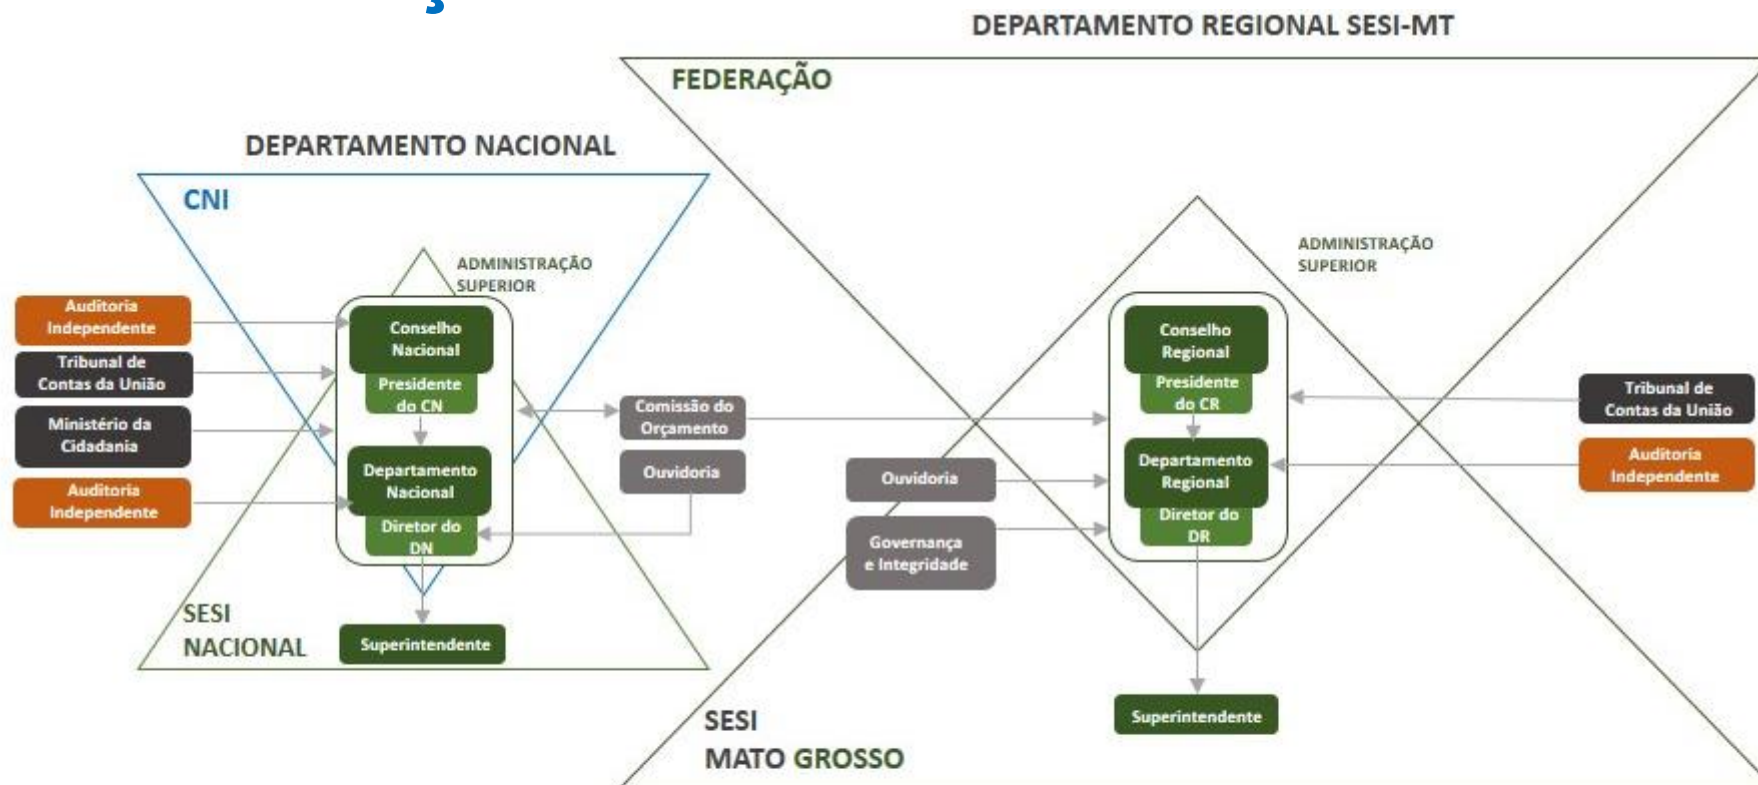 DEPARTAMENTO REGIONAL SESI-MT
FEDERAÇÃO
DEPARTAMENTO NACIONAL
CNI
ADMINISTRAÇÃO
SUPERIOR
Auditoria
Independente
Tribunal de
Contas da União
Ministério da
Cidadania
Auditoria
Independente
Conselho
Nacional
Presidente
do CN
Departamento
Nacional
Diretor do
DN
Superintendente
SESI
NACIONAL
Comissão do
Orçamento
Ouvidoria
ADMINISTRAÇÃO
SUPERIOR
Ouvidoria
Governança
e Integridade
Conselho
Regional
Presidente
do CR
Departamento
Regional
Diretor do
DR
Superintendente
Tribunal de
Contas da União
Auditoria
Independente
SESI
MATO GROSSO